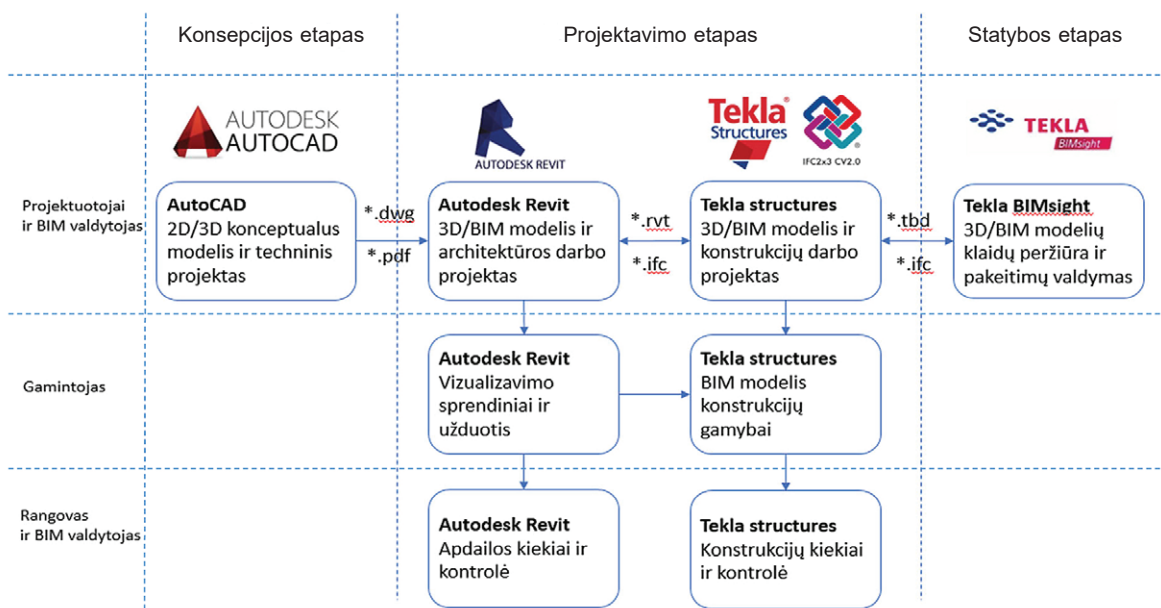 Konsepcijos etapas
Projektavimo etapas
Statybos etapas
AUTODESK
AUTOCAD
AUTODESK REVIT
Tekla®
Structures
IFC2x3 CV2.0
®
TEKLA
BIMsight
Projektuotojai
ir BIM valdytojas
AutoCAD
2D/3D konceptualus
modelis ir techninis
projektas
*.dwg
*.pdf
Autodesk Revit
3D/BIM modelis ir
architektūros darbo
projektas
*.rvt
*.ifc
Tekla structures
3D/BIM modelis ir
konstrukcijų darbo
projektas
*.tbd
*.ifc
Tekla BIMsight
3D/BIM modelių
klaidų peržiūra ir
pakeitimų valdymas
Gamintojas
Autodesk Revit
Vizualizavimo
sprendiniai ir
užduotis
Tekla structures
BIM modelis
konstrukcijų
gamybai
Rangovas
ir BIM valdytojas
Autodesk Revit
Apdailos kiekiai ir
kontrolė
Tekla structures
Konstrukcijų kiekiai
ir kontrolė